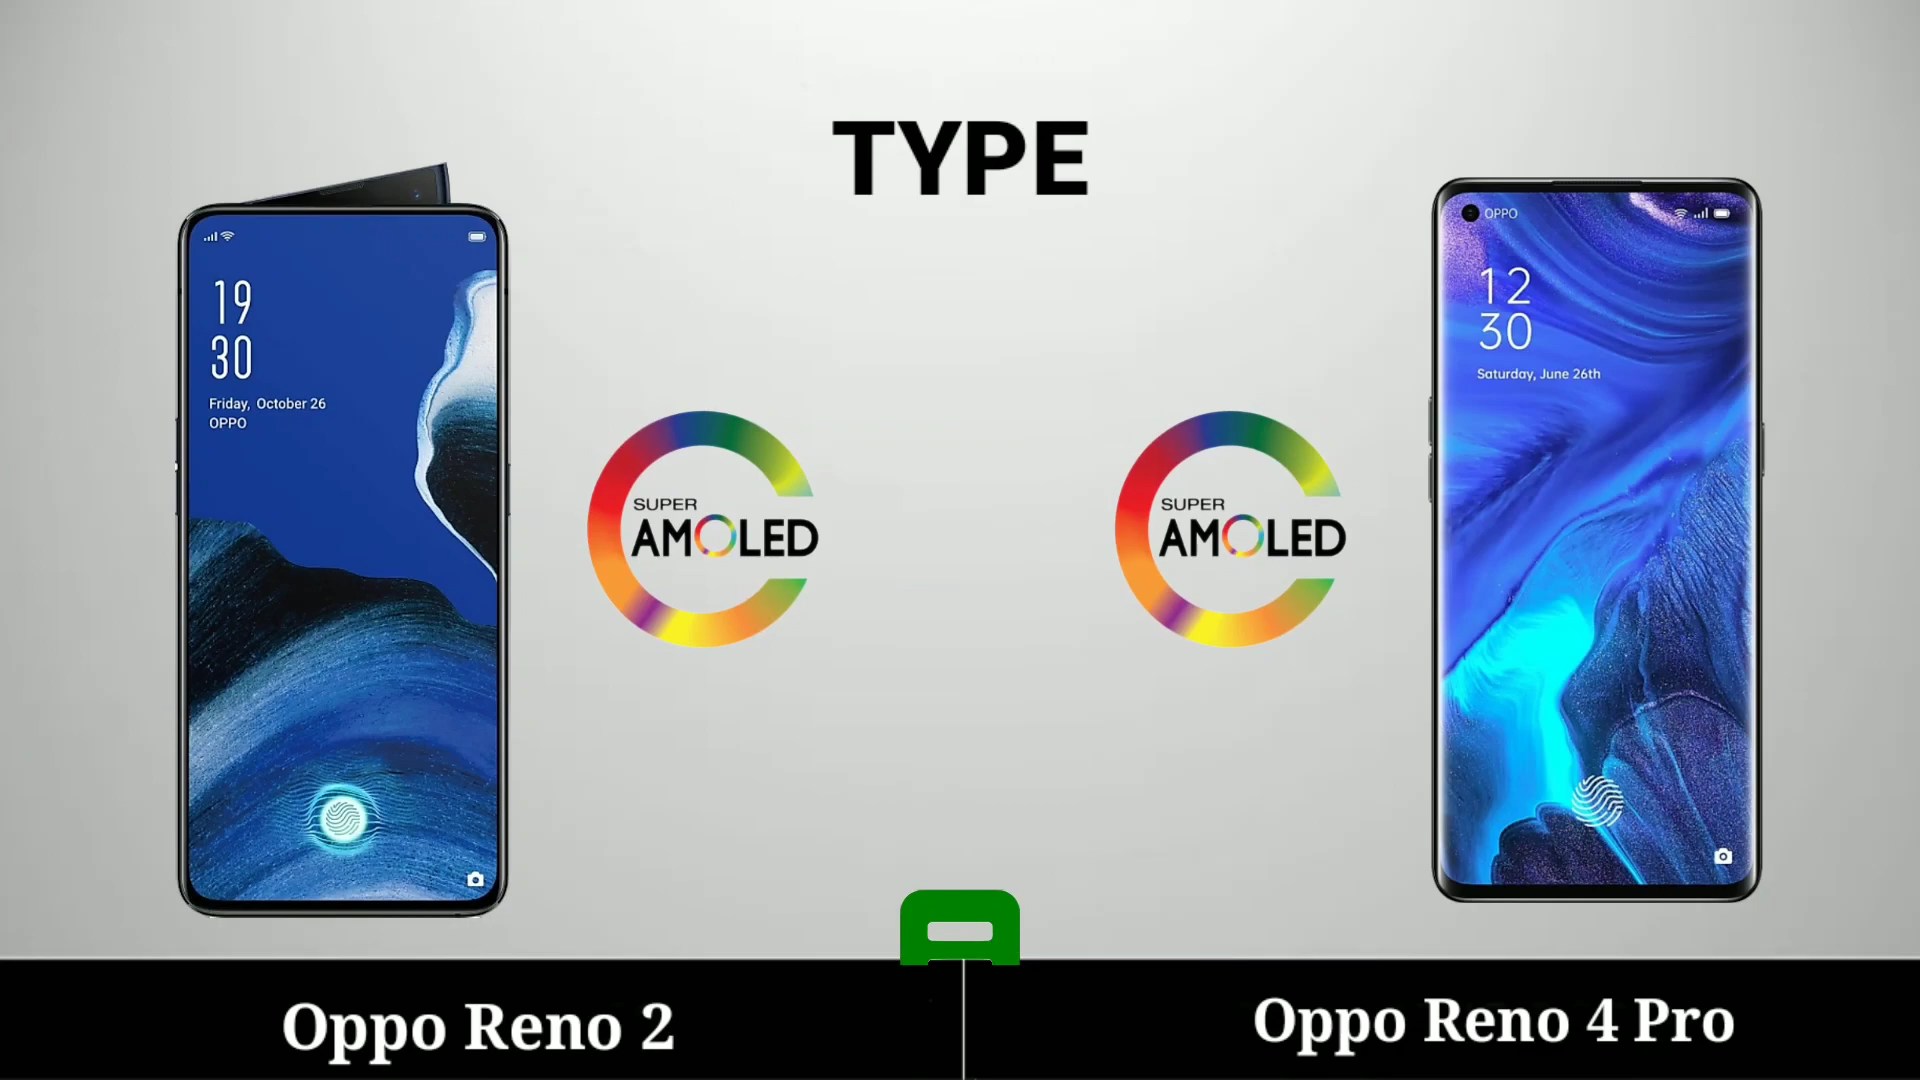 TYPE
19
30
Friday, October 26
OPPO
SUPER
AMOLED
SUPER
AMOLED
OPPO
12
30
Saturday, June 26th
Oppo Reno 2
Oppo Reno 4 Pro